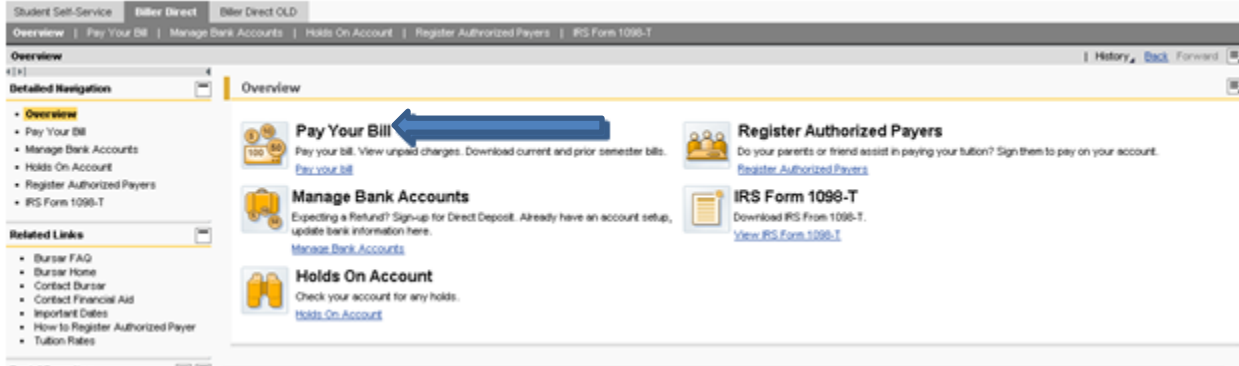 Student Self-Service Biller Direct Biller Direct OLD
Overview | Pay Your Bill | Manage Bank Accounts | Holds On Account | Register Authrorized Payers | IRS Form 1098-T
Overview | History Back Forward
Detailed Navigation
• Overview
• Pay Your Bill
• Manage Bank Accounts
• Holds On Account
• Register Authorized Payers
• IRS Form 1098-T
Related Links
• Bursar FAQ
• Bursar Home
• Contact Bursar
• Contact Financial Aid
• Important Dates
• How to Register Authorized Payer
• Tuition Rates
Overview
Pay Your Bill
Pay your bill. View unpaid charges. Download current and prior semester bills.
Pay your bill
Manage Bank Accounts
Expecting a Refund? Sign-up for Direct Deposit. Already have an account setup,
update bank information here.
Manage Bank Accounts
Holds On Account
Check your account for any holds.
Holds On Account
Register Authorized Payers
Do your parents or friend assist in paying your tuition? Sign them to pay on your account.
Register Authorized Payers
IRS Form 1098-T
Download IRS From 1098-T.
View IRS Form 1098-T